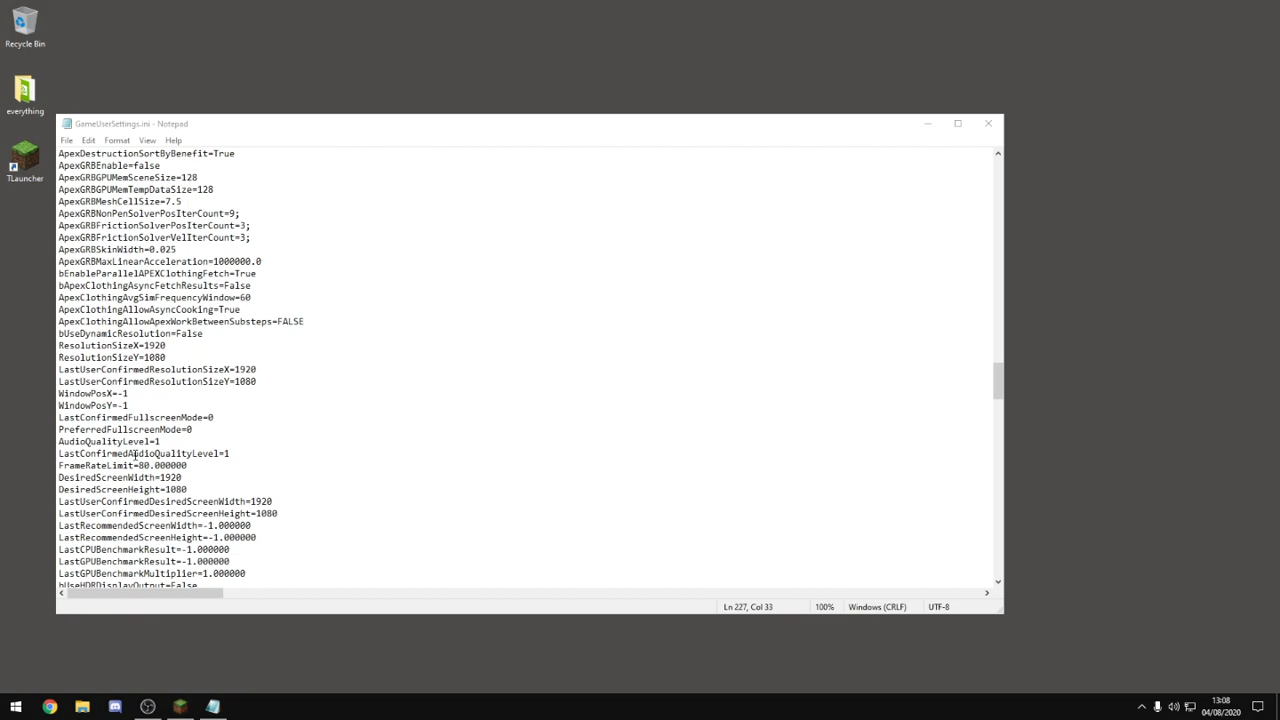 Recycle Bin
everything
TLauncher
GameUserSettings.ini - Notepad
File Edit Format View Help
ApexDestructionSortByBenefit=True
ApexGRBEnable=false
ApexGRBGPUMemSceneSize=128
ApexGRBGPUMemTempDataSize=128
ApexGRBMeshCellSize=7.5
ApexGRBNonPenSolverPosIterCount=9;
ApexGRBFrictionSolverPosIterCount=3;
ApexGRBFrictionSolverVelIterCount=3;
ApexGRBSkinWidth=0.025
ApexGRBMaxLinearAcceleration=1000000.0
bEnableParallelAPEXClothingFetch=True
bApexClothingAsyncFetchResults=False
ApexClothingAvgSimFrequencyWindow=60
ApexClothingAllowAsyncCooking=True
ApexClothingAllowApexWorkBetweenSubsteps=FALSE
bUseDynamicResolution=False
ResolutionSizeX=1920
ResolutionSizeY=1080
LastUserConfirmedResolutionSizeX=1920
LastUserConfirmedResolutionSizeY=1080
WindowPosX=-1
WindowPosY=-1
LastConfirmedFullscreenMode=0
PreferredFullscreenMode=0
AudioQualityLevel=1
LastConfirmedAudioQualityLevel=1
FrameRateLimit=80.000000
DesiredScreenWidth=1920
DesiredScreenHeight=1080
LastUserConfirmedDesiredScreenWidth=1920
LastUserConfirmedDesiredScreenHeight=1080
LastRecommendedScreenWidth=-1.000000
LastRecommendedScreenHeight=-1.000000
LastCPUBenchmarkResult=-1.000000
LastGPUBenchmarkResult=-1.000000
LastGPUBenchmarkMultiplier=1.000000
bUseHDRDisplayOutput=False
Ln 227, Col 33 100% Windows (CRLF) UTF-8
13:08
04/08/2020